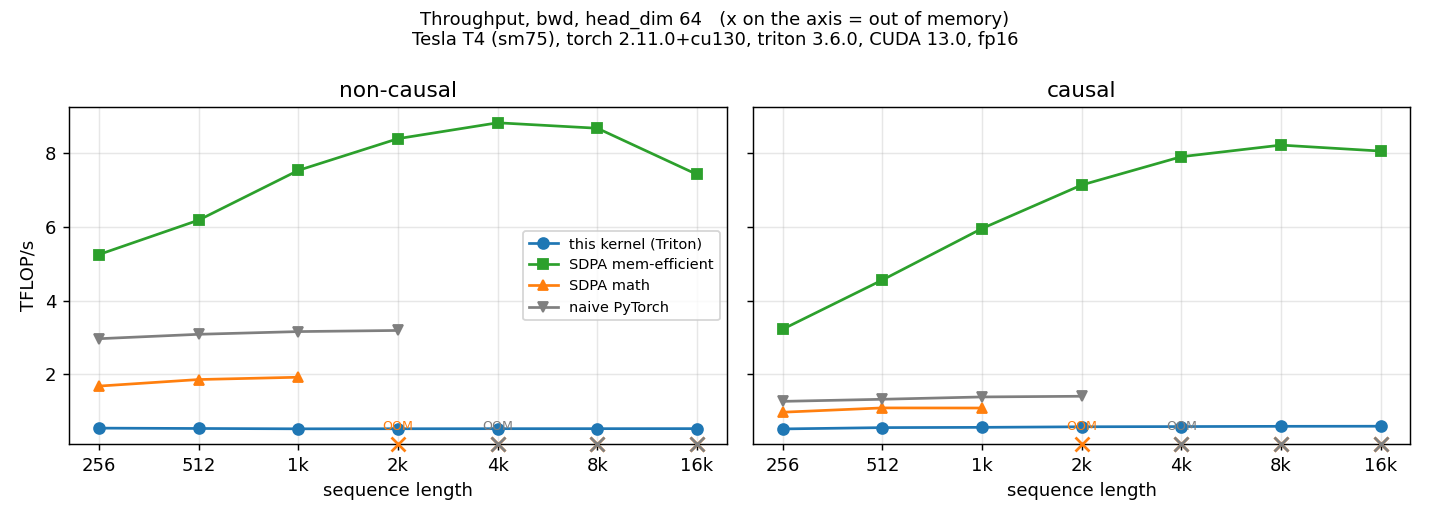 Throughput, bwd, head_dim 64   (x on the axis = out of memory)
Tesla T4 (sm75), torch 2.11.0+cu130, triton 3.6.0, CUDA 13.0, fp16
non-causal
TFLOP/s
8
6
4
2
this kernel (Triton)
SDPA mem-efficient
SDPA math
naive PyTorch
OOM
OOM
256 512 1k 2k 4k 8k 16k
sequence length
causal
OOM
OOM
256 512 1k 2k 4k 8k 16k
sequence length